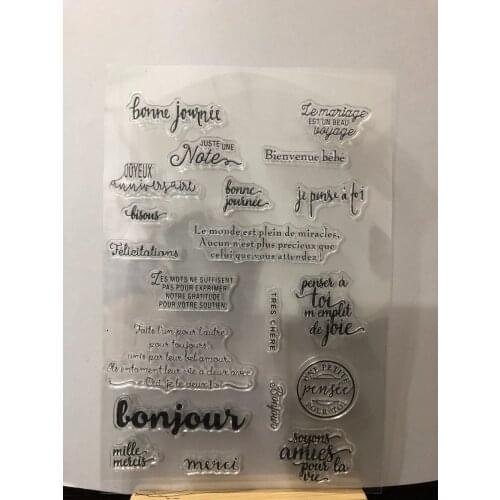 bonne journée
Le mariage
EST UN BEAU
voyage
JUSTE UNE
Note
Bienvenue bébé
JOYEUX
anniversaire
bonne
journée
je pense à toi
bisous
Le monde est plein de miracles,
Aucun n'est plus precieux que
celui que vous attendez!
Félicitations
LES MOTS NE SUFFISENT
PAS POUR EXPRIMER
NOTRE GRATITUDE
POUR VOTRE SOUTIEN.
TRES CHÈRE
penser à
toi
m'emplit
de joie
Faits l'un pour l'autre
pour toujours,
unis par leur bel amour.
Ils entament leur vie à deux avec
Oui, je le veux!
UNE PETITE
pensée
POUR TOI
Bonjour
bonjour
mille
mercis
merci
soyons
amies
pour la
vie